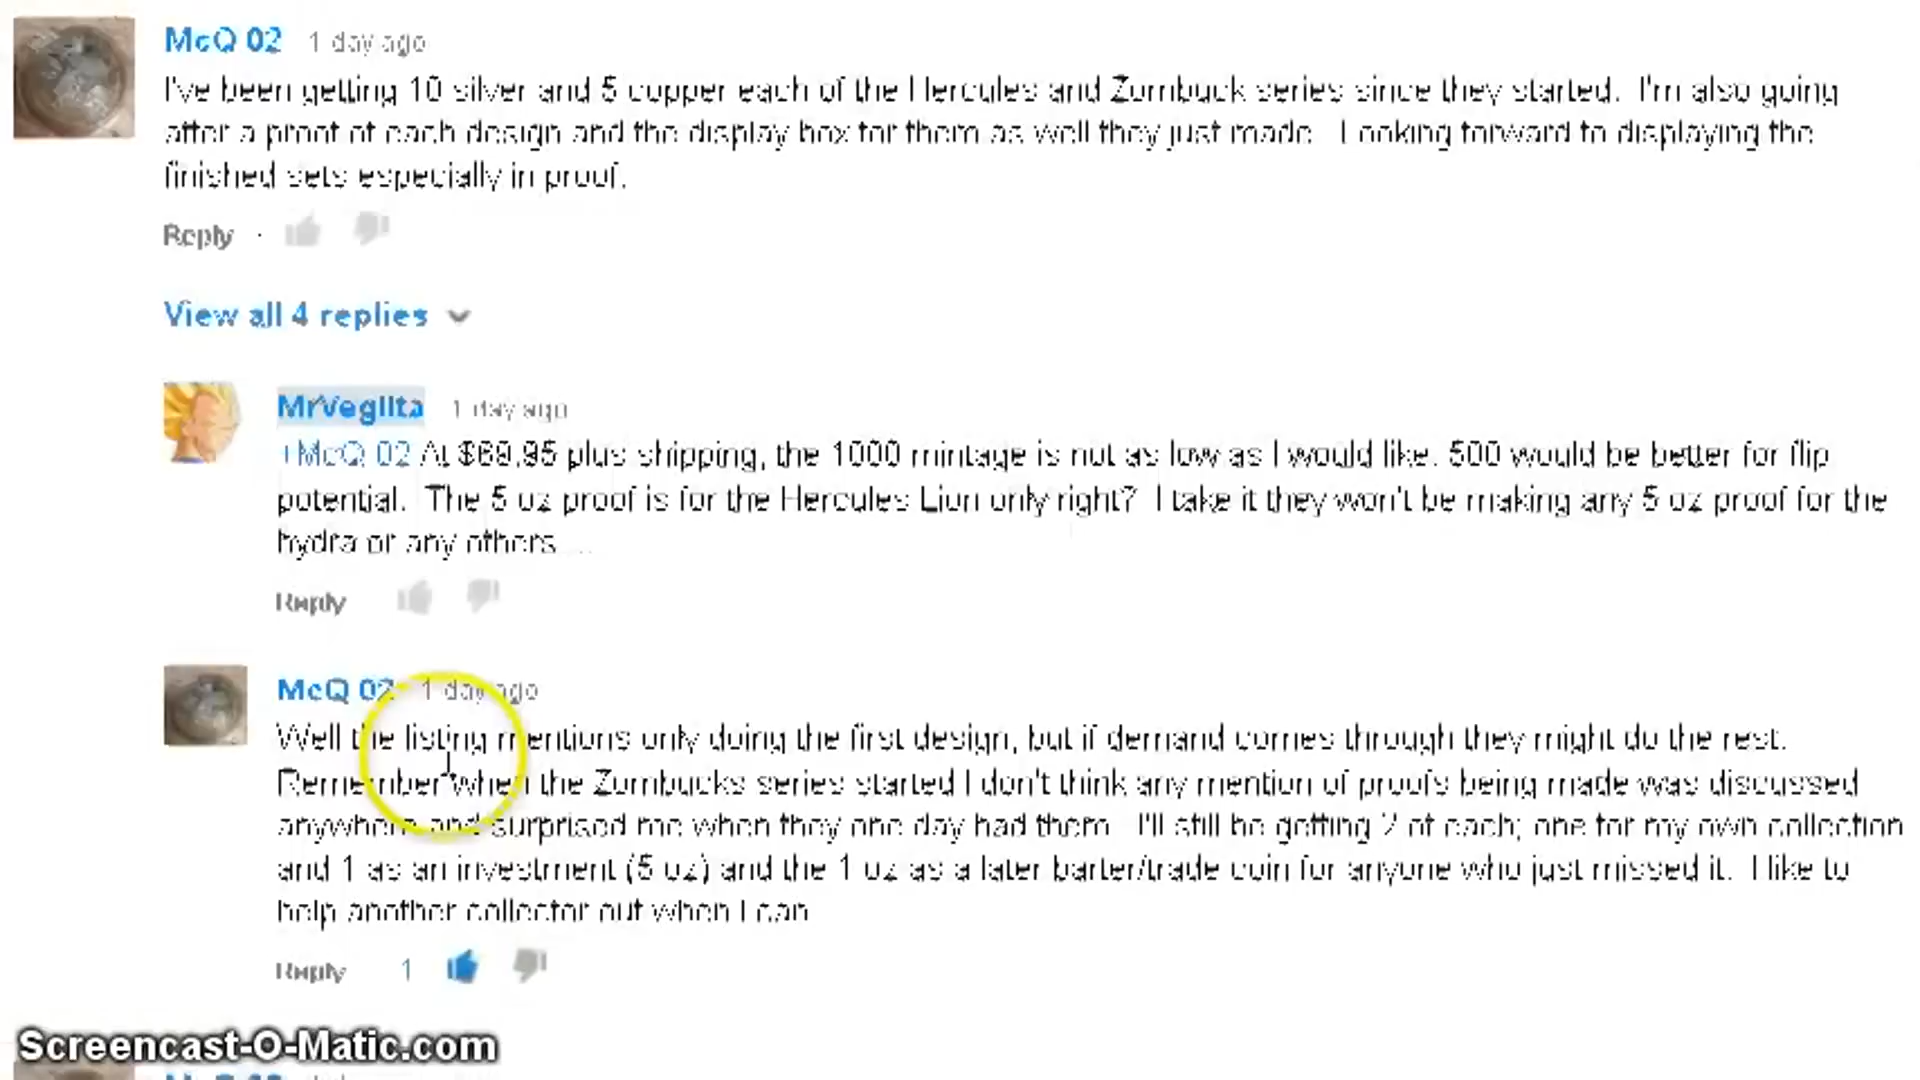 McQ 02 1 day ago
I've been getting 10 silver and 5 copper each of the Hercules and Zombuck series since they started. I'm also going
after a proof of each design and the display box for them as well they just made. Looking forward to displaying the
finished sets especially in proof.
Reply ·
View all 4 replies
MrVegiita 1 day ago
+McQ 02 At $69.95 plus shipping, the 1000 mintage is not as low as I would like. 500 would be better for flip
potential. The 5 oz proof is for the Hercules Lion only right? I take it they won't be making any 5 oz proof for the
hydra or any others....
Reply
McQ 02 1 day ago
Well the listing mentions only doing the first design, but if demand comes through they might do the rest.
Remember when the Zombucks series started I don't think any mention of proofs being made was discussed
anywhere and surprised me when they one day had them. I'll still be getting 2 of each; one for my own collection
and 1 as an investment (5 oz) and the 1 oz as a later barter/trade coin for anyone who just missed it. I like to
help another collector out when I can
Reply 1
Screencast-O-Matic.com